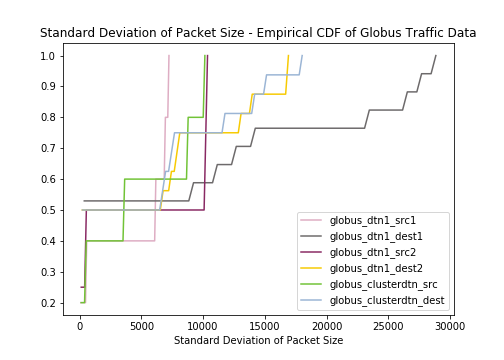 Standard Deviation of Packet Size - Empirical CDF of Globus Traffic Data
1.0
0.9
0.8
0.7
0.6
0.5
0.4
0.3
0.2
globus_dtn1_src1
globus_dtn1_dest1
globus_dtn1_src2
globus_dtn1_dest2
globus_clusterdtn_src
globus_clusterdtn_dest
0 5000 10000 15000 20000 25000 30000
Standard Deviation of Packet Size